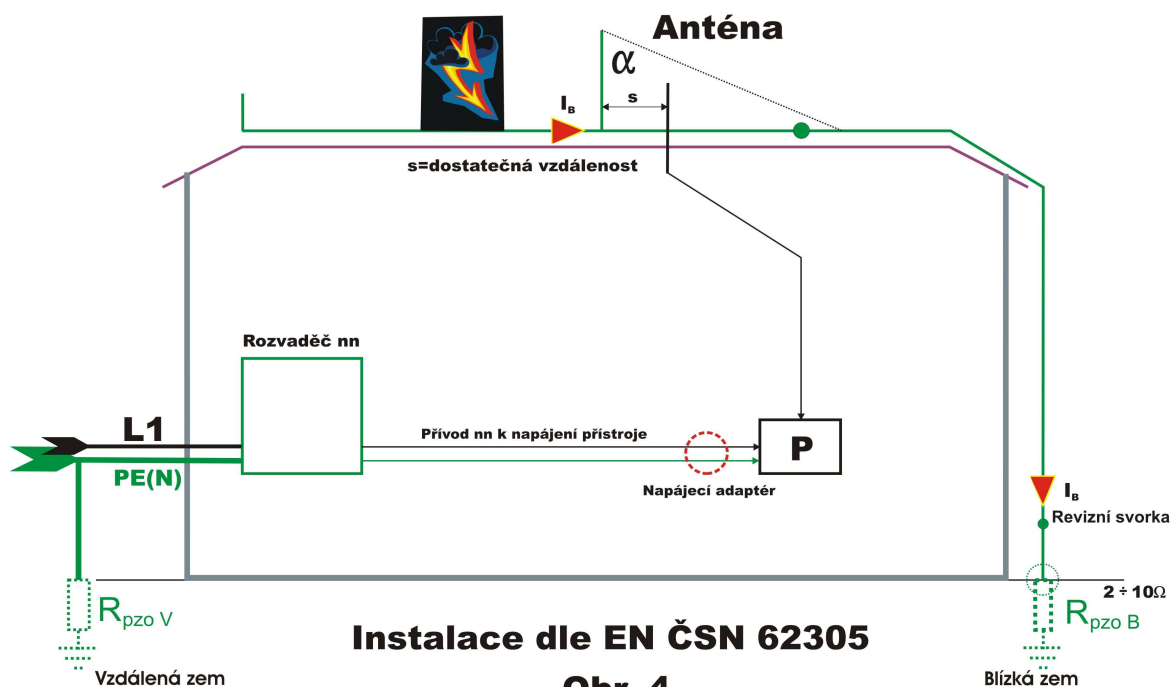 Anténa
α
s
I_B
s=dostatečná vzdálenost
Rozvaděč nn
L1
Přívod nn k napájení přístroje
P
PE(N)
Napájecí adaptér
I_B
Revizní svorka
2 ÷ 10Ω
R_pzo V
R_pzo B
Instalace dle EN ČSN 62305
Vzdálená zem
Blízká zem
Obr. 4